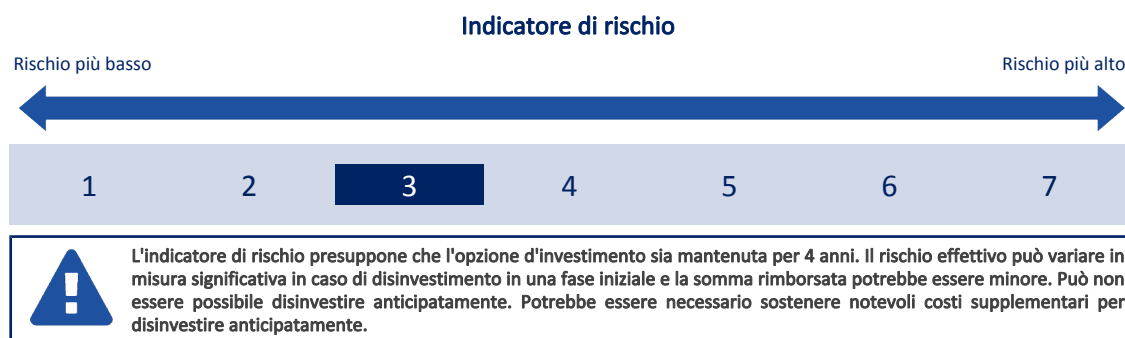 Indicatore di rischio
Rischio più basso
Rischio più alto
1 2 3 4 5 6 7
L'indicatore di rischio presuppone che l'opzione d'investimento sia mantenuta per 4 anni. Il rischio effettivo può variare in
misura significativa in caso di disinvestimento in una fase iniziale e la somma rimborsata potrebbe essere minore. Può non
essere possibile disinvestire anticipatamente. Potrebbe essere necessario sostenere notevoli costi supplementari per
disinvestire anticipatamente.